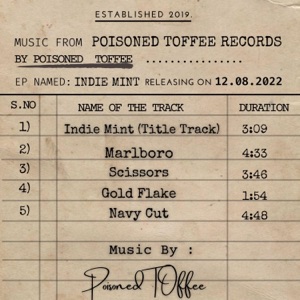 ESTABLISHED 2019.
MUSIC FROM POISONED TOFFEE RECORDS
BY POISONED TOFFEE ................
EP NAMED: INDIE MINT RELEASING ON 12.08.2022
S.NO NAME OF THE TRACK DURATION
1) Indie Mint (Title Track) 3:09
2) Marlboro 4:33
3) Scissors 3:46
4) Gold Flake 1:54
5) Navy Cut 4:48
Music By :
Poisoned TOffee